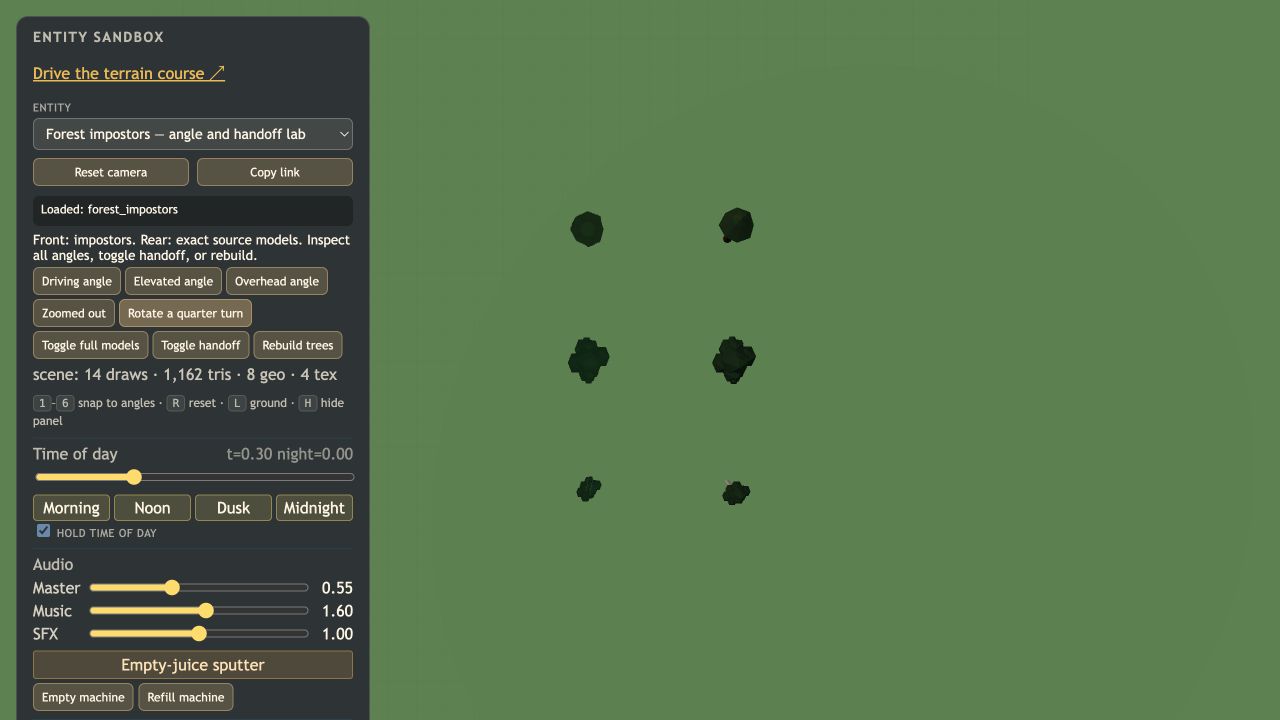 ENTITY SANDBOX
Drive the terrain course ↗
ENTITY
Forest impostors — angle and handoff lab
Reset camera
Copy link
Loaded: forest_impostors
Front: impostors. Rear: exact source models. Inspect
all angles, toggle handoff, or rebuild.
Driving angle
Elevated angle
Overhead angle
Zoomed out
Rotate a quarter turn
Toggle full models
Toggle handoff
Rebuild trees
scene: 14 draws · 1,162 tris · 8 geo · 4 tex
1-6 snap to angles · R reset · L ground · H hide
panel
Time of day
t=0.30 night=0.00
Morning
Noon
Dusk
Midnight
HOLD TIME OF DAY
Audio
Master 0.55
Music 1.60
SFX 1.00
Empty-juice sputter
Empty machine
Refill machine